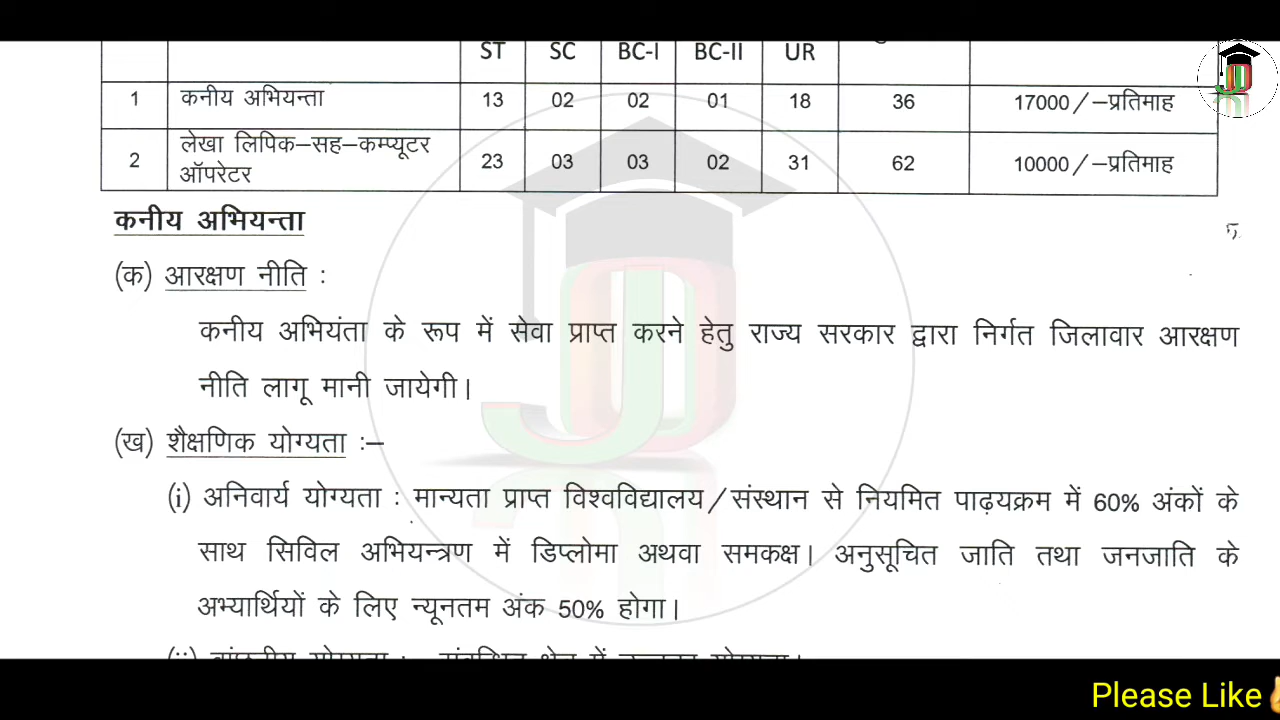 ST SC BC-I BC-II UR
1 कनीय अभियन्ता 13 02 02 01 18 36 17000/–प्रतिमाह
2 लेखा लिपिक–सह–कम्प्यूटर ऑपरेटर 23 03 03 02 31 62 10000/–प्रतिमाह
कनीय अभियन्ता
(क) आरक्षण नीति :
कनीय अभियंता के रूप में सेवा प्राप्त करने हेतु राज्य सरकार द्वारा निर्गत जिलावार आरक्षण
नीति लागू मानी जायेगी।
(ख) शैक्षणिक योग्यता :–
(i) अनिवार्य योग्यता : मान्यता प्राप्त विश्वविद्यालय/संस्थान से नियमित पाढ़यक्रम में 60% अंकों के
साथ सिविल अभियन्त्रण में डिप्लोमा अथवा समकक्ष। अनुसूचित जाति तथा जनजाति के
अभ्यार्थियों के लिए न्यूनतम अंक 50% होगा।
Please Like